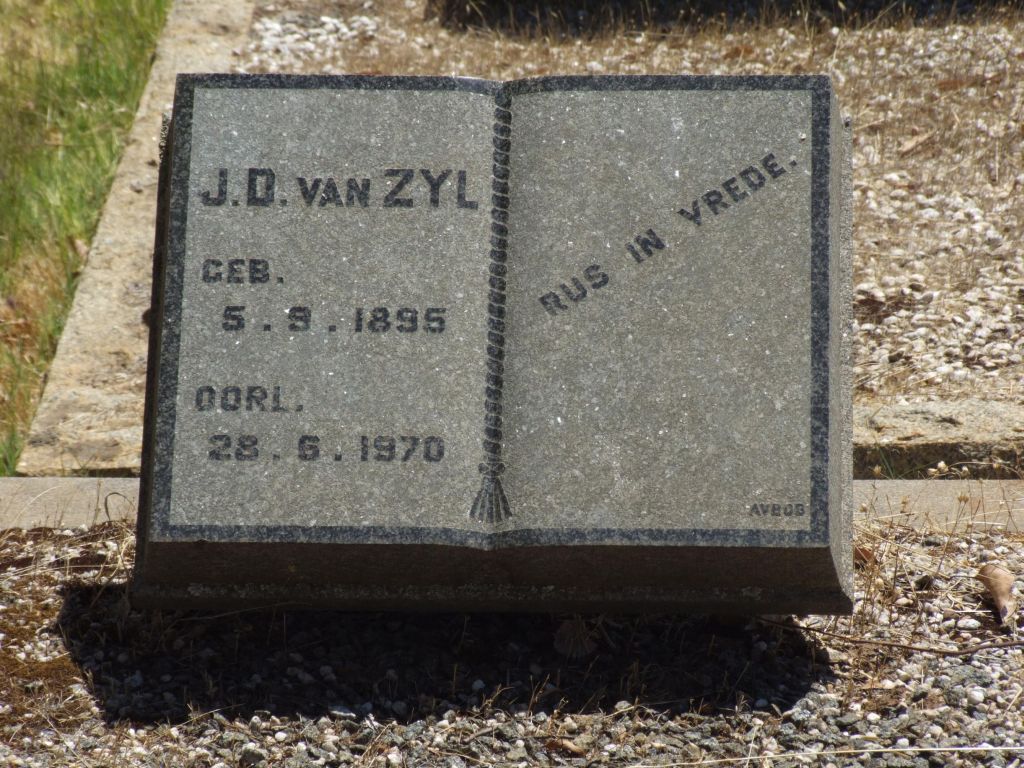 J.D. VAN ZYL
GEB.
5.9.1895
OORL.
28.6.1970
RUS IN VREDE.
AVBOB